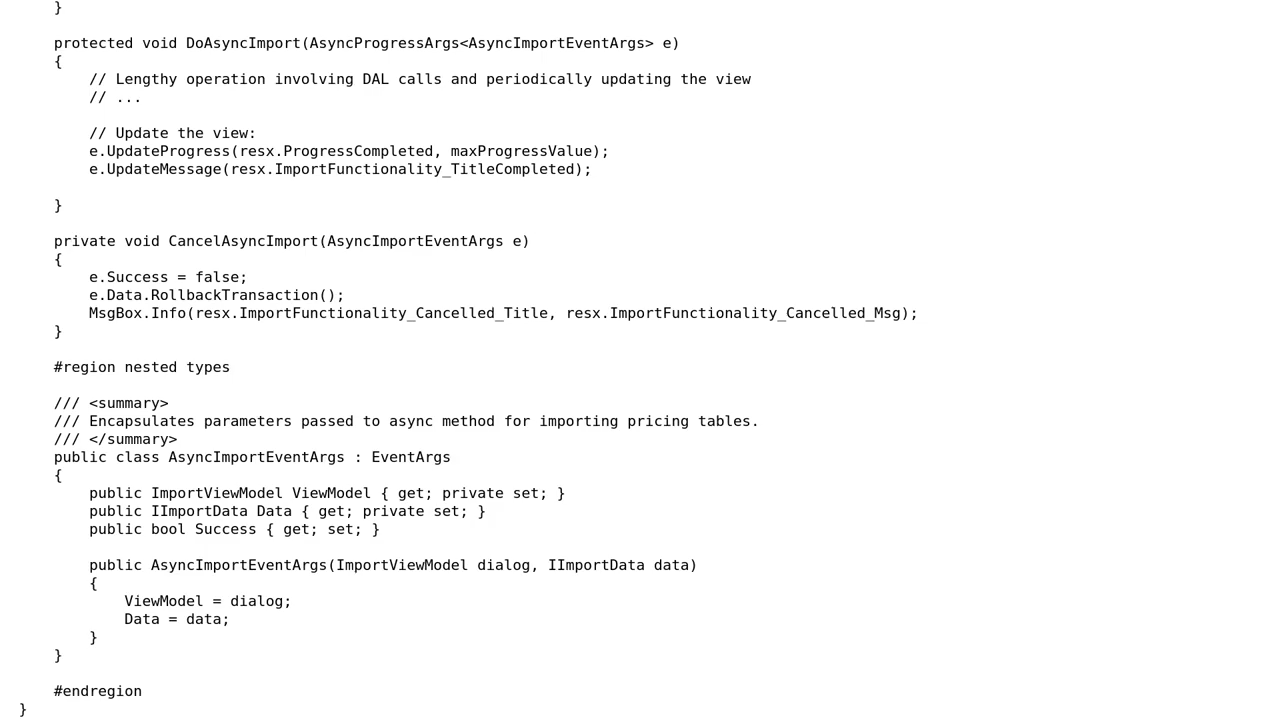 }

    protected void DoAsyncImport(AsyncProgressArgs<AsyncImportEventArgs> e)
    {
        // Lengthy operation involving DAL calls and periodically updating the view
        // ...

        // Update the view:
        e.UpdateProgress(resx.ProgressCompleted, maxProgressValue);
        e.UpdateMessage(resx.ImportFunctionality_TitleCompleted);

    }

    private void CancelAsyncImport(AsyncImportEventArgs e)
    {
        e.Success = false;
        e.Data.RollbackTransaction();
        MsgBox.Info(resx.ImportFunctionality_Cancelled_Title, resx.ImportFunctionality_Cancelled_Msg);
    }

    #region nested types

    /// <summary>
    /// Encapsulates parameters passed to async method for importing pricing tables.
    /// </summary>
    public class AsyncImportEventArgs : EventArgs
    {
        public ImportViewModel ViewModel { get; private set; }
        public IImportData Data { get; private set; }
        public bool Success { get; set; }

        public AsyncImportEventArgs(ImportViewModel dialog, IImportData data)
        {
            ViewModel = dialog;
            Data = data;
        }
    }

    #endregion
}